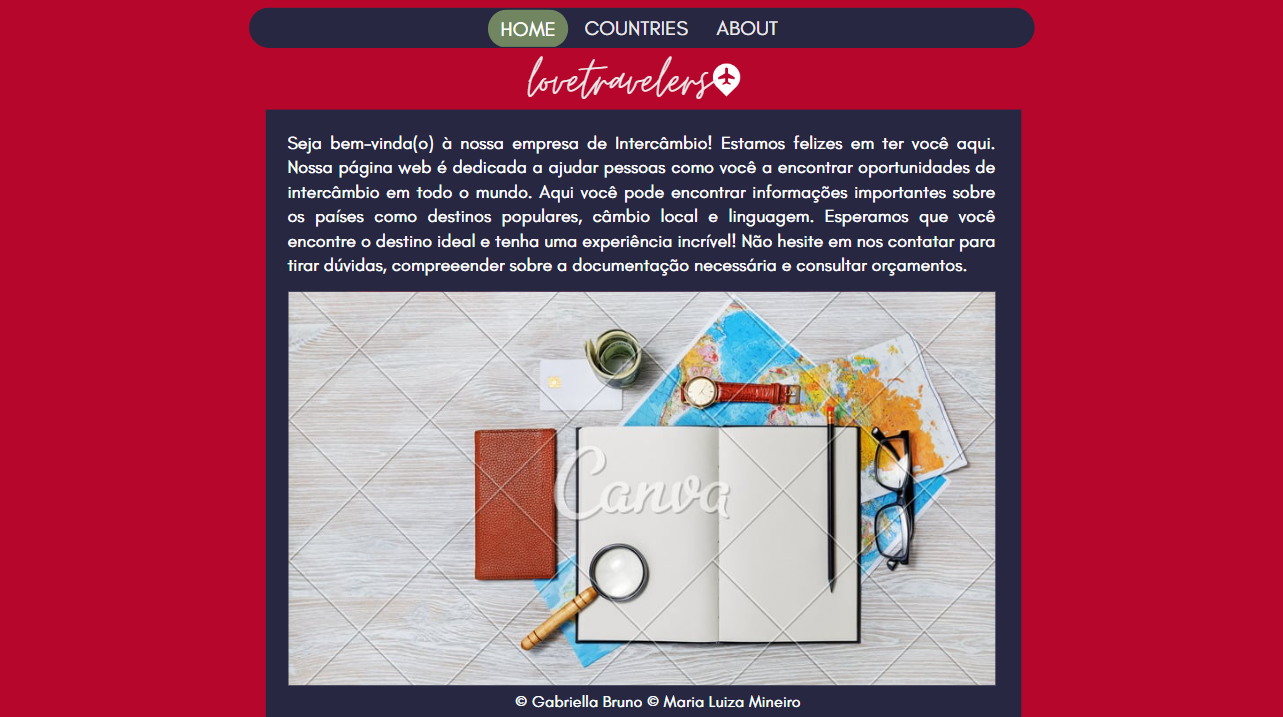 HOME COUNTRIES ABOUT
lovetravelers
Seja bem-vinda(o) à nossa empresa de Intercâmbio! Estamos felizes em ter você aqui.
Nossa página web é dedicada a ajudar pessoas como você a encontrar oportunidades de
intercâmbio em todo o mundo. Aqui você pode encontrar informações importantes sobre
os países como destinos populares, câmbio local e linguagem. Esperamos que você
encontre o destino ideal e tenha uma experiência incrível! Não hesite em nos contatar para
tirar dúvidas, compreeender sobre a documentação necessária e consultar orçamentos.
Canva
© Gabriella Bruno © Maria Luiza Mineiro